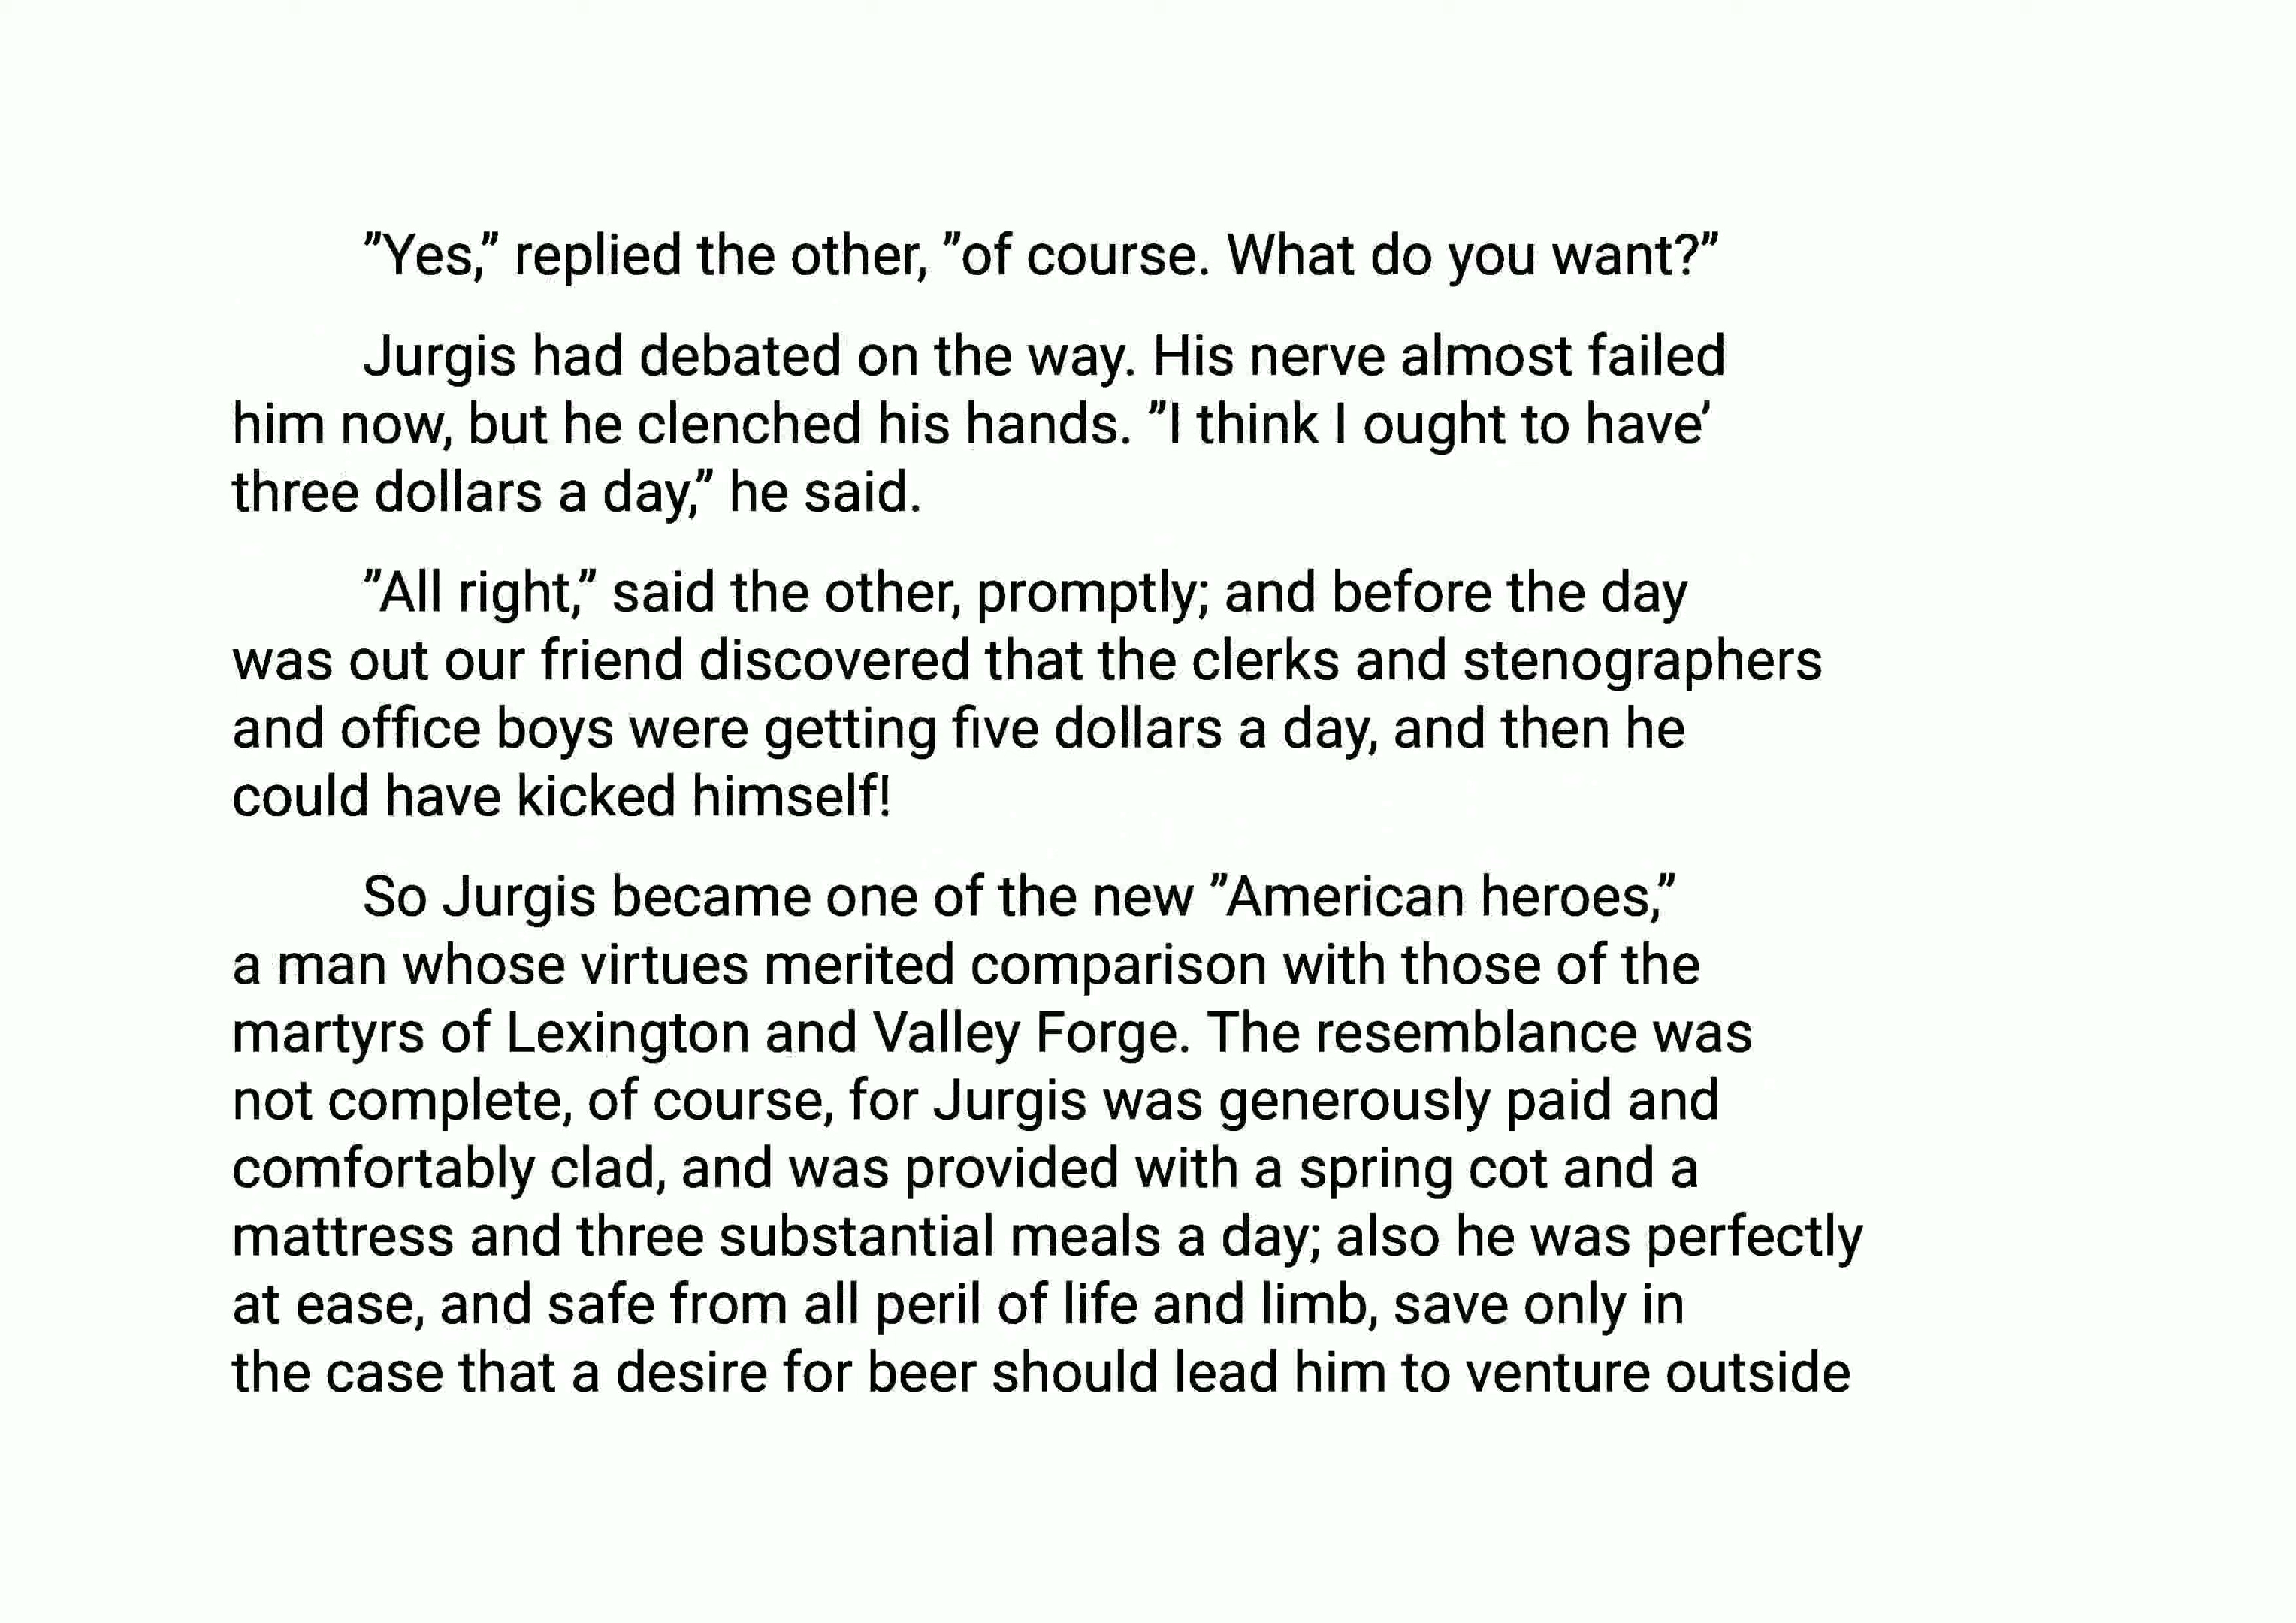 ”Yes,” replied the other, ”of course. What do you want?”
Jurgis had debated on the way. His nerve almost failed
him now, but he clenched his hands. ”I think I ought to have’
three dollars a day,” he said.
”All right,” said the other, promptly; and before the day
was out our friend discovered that the clerks and stenographers
and office boys were getting five dollars a day, and then he
could have kicked himself!
So Jurgis became one of the new ”American heroes,”
a man whose virtues merited comparison with those of the
martyrs of Lexington and Valley Forge. The resemblance was
not complete, of course, for Jurgis was generously paid and
comfortably clad, and was provided with a spring cot and a
mattress and three substantial meals a day; also he was perfectly
at ease, and safe from all peril of life and limb, save only in
the case that a desire for beer should lead him to venture outside